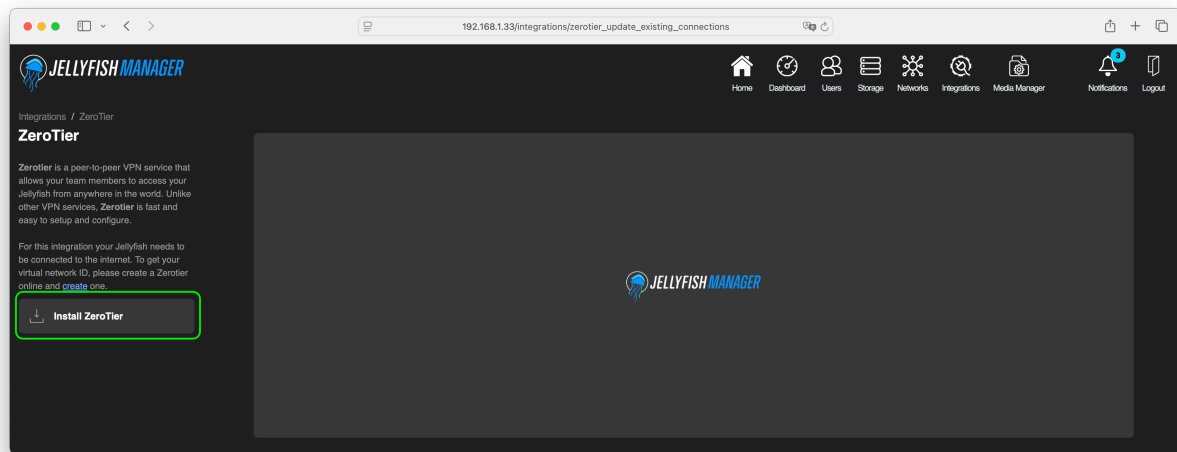 192.168.1.33/integrations/zerotier_update_existing_connections
JELLYFISH MANAGER
Home
Dashboard
Users
Storage
Networks
Integrations
Media Manager
3
Notifications
Logout
Integrations / ZeroTier
ZeroTier
Zerotier is a peer-to-peer VPN service that
allows your team members to access your
Jellyfish from anywhere in the world. Unlike
other VPN services, Zerotier is fast and
easy to setup and configure.
For this integration your Jellyfish needs to
be connected to the internet. To get your
virtual network ID, please create a Zerotier
online and create one.
Install ZeroTier
JELLYFISH MANAGER